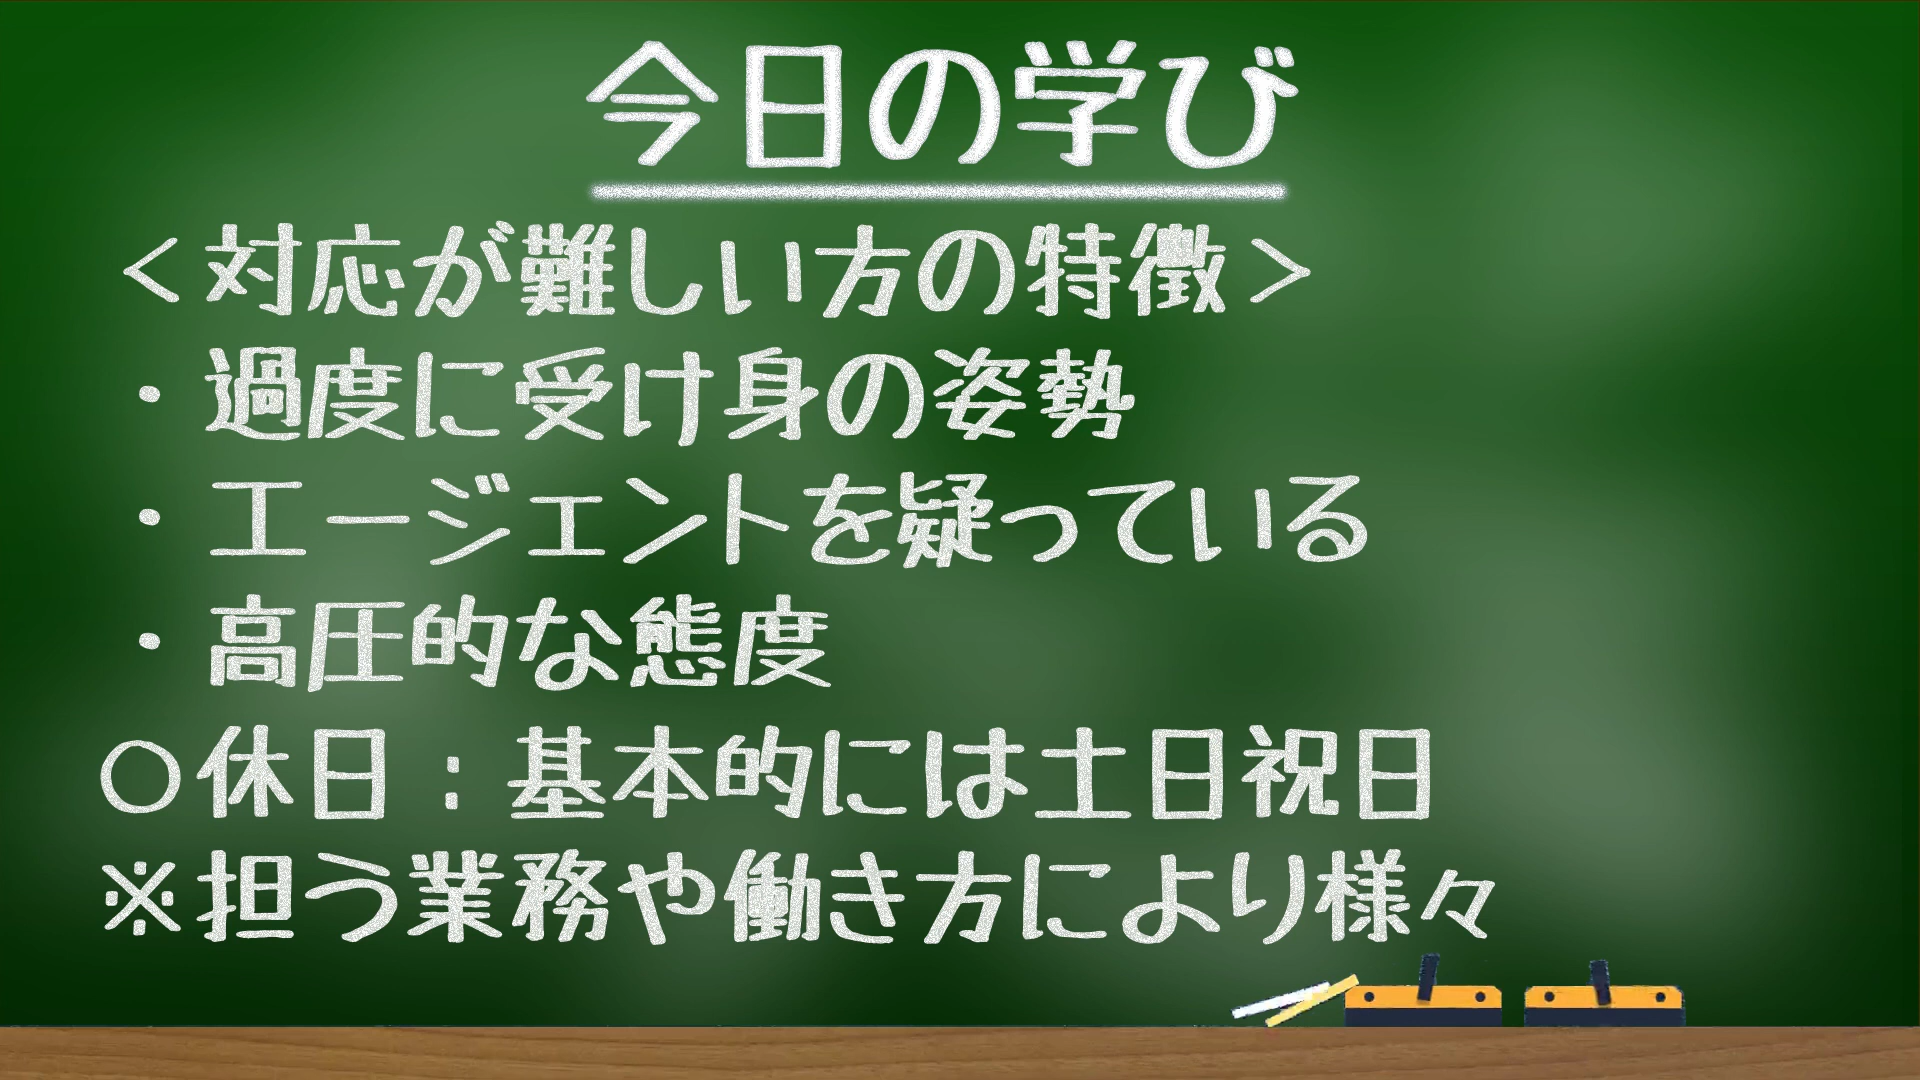 今日の学び
＜対応が難しい方の特徴＞
・過度に受け身の姿勢
・エージェントを疑っている
・高圧的な態度
○休日：基本的には土日祝日
※担う業務や働き方により様々